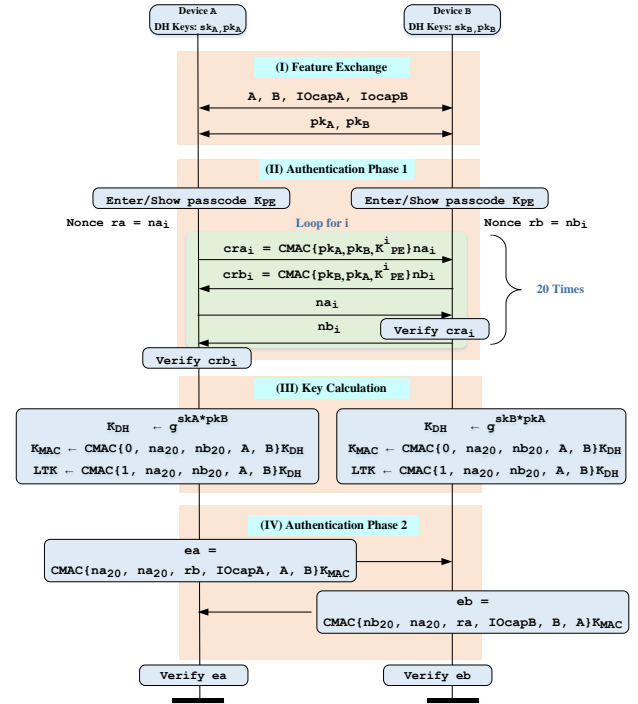 Device A
DH Keys: skA,pkA
Device B
DH Keys: skB,pkB
(I) Feature Exchange
A, B, IOcapA, IocapB
pkA, pkB
(II) Authentication Phase 1
Enter/Show passcode KPE
Enter/Show passcode KPE
Nonce ra = nai
Loop for i
Nonce rb = nbi
crai = CMAC{pkA,pkB,KiPE}nai
crbi = CMAC{pkB,pkA,KiPE}nbi
20 Times
nai
nbi
Verify crai
Verify crbi
(III) Key Calculation
KDH ← gskA*pkB
KMAC ← CMAC{0, na20, nb20, A, B}KDH
LTK ← CMAC{1, na20, nb20, A, B}KDH
KDH ← gskB*pkA
KMAC ← CMAC{0, na20, nb20, A, B}KDH
LTK ← CMAC{1, na20, nb20, A, B}KDH
(IV) Authentication Phase 2
ea =
CMAC{na20, na20, rb, IOcapA, A, B}KMAC
eb =
CMAC{nb20, na20, ra, IOcapB, B, A}KMAC
Verify ea
Verify eb